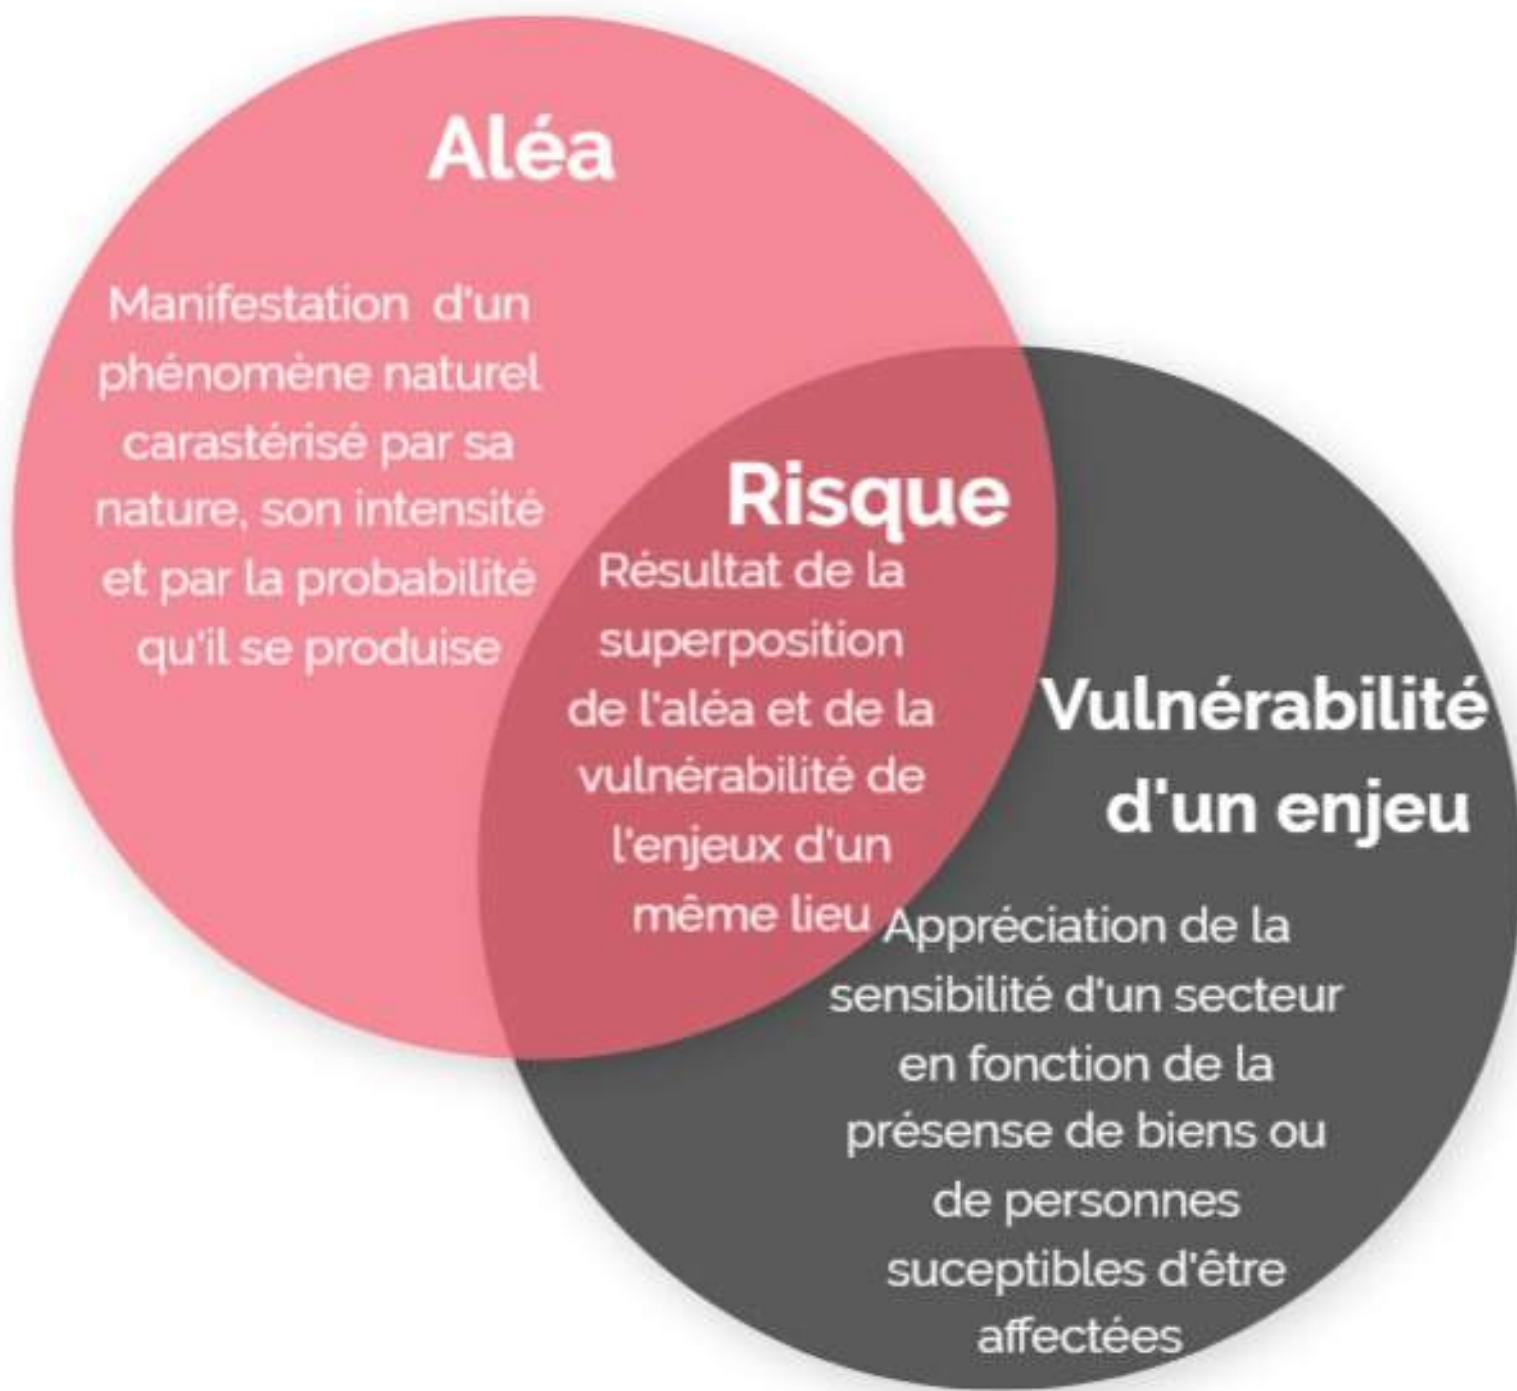 Aléa
Manifestation d'un
phénomène naturel
carastérisé par sa
nature, son intensité
et par la probabilité
qu'il se produise
Risque
Résultat de la
superposition
de l'aléa et de la
vulnérabilité de
l'enjeux d'un
même lieu
Vulnérabilité
d'un enjeu
Appréciation de la
sensibilité d'un secteur
en fonction de la
présense de biens ou
de personnes
suceptibles d'être
affectées